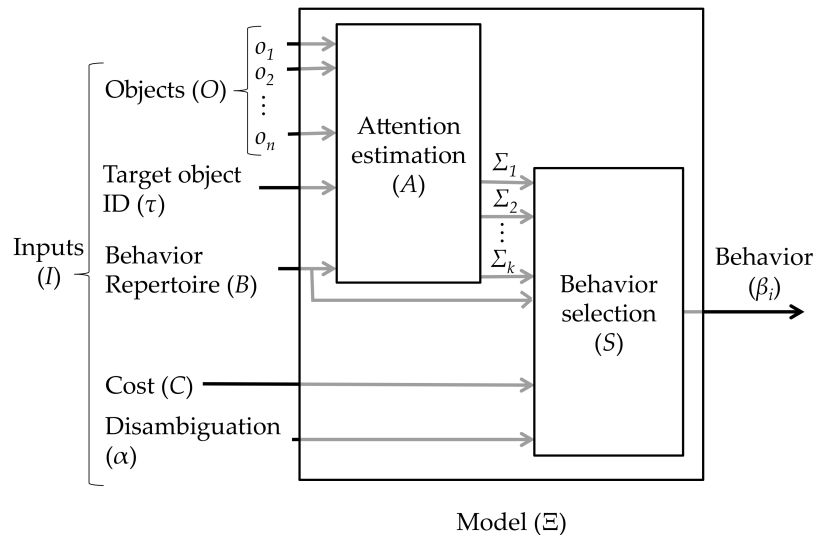 o1
o2
⋮
on
Objects (O)
Target object
ID (τ)
Inputs
(I)
Behavior
Repertoire (B)
Cost (C)
Disambiguation
(α)
Attention
estimation
(A)
Σ1
Σ2
⋮
Σk
Behavior
selection
(S)
Behavior
(βi)
Model (Ξ)